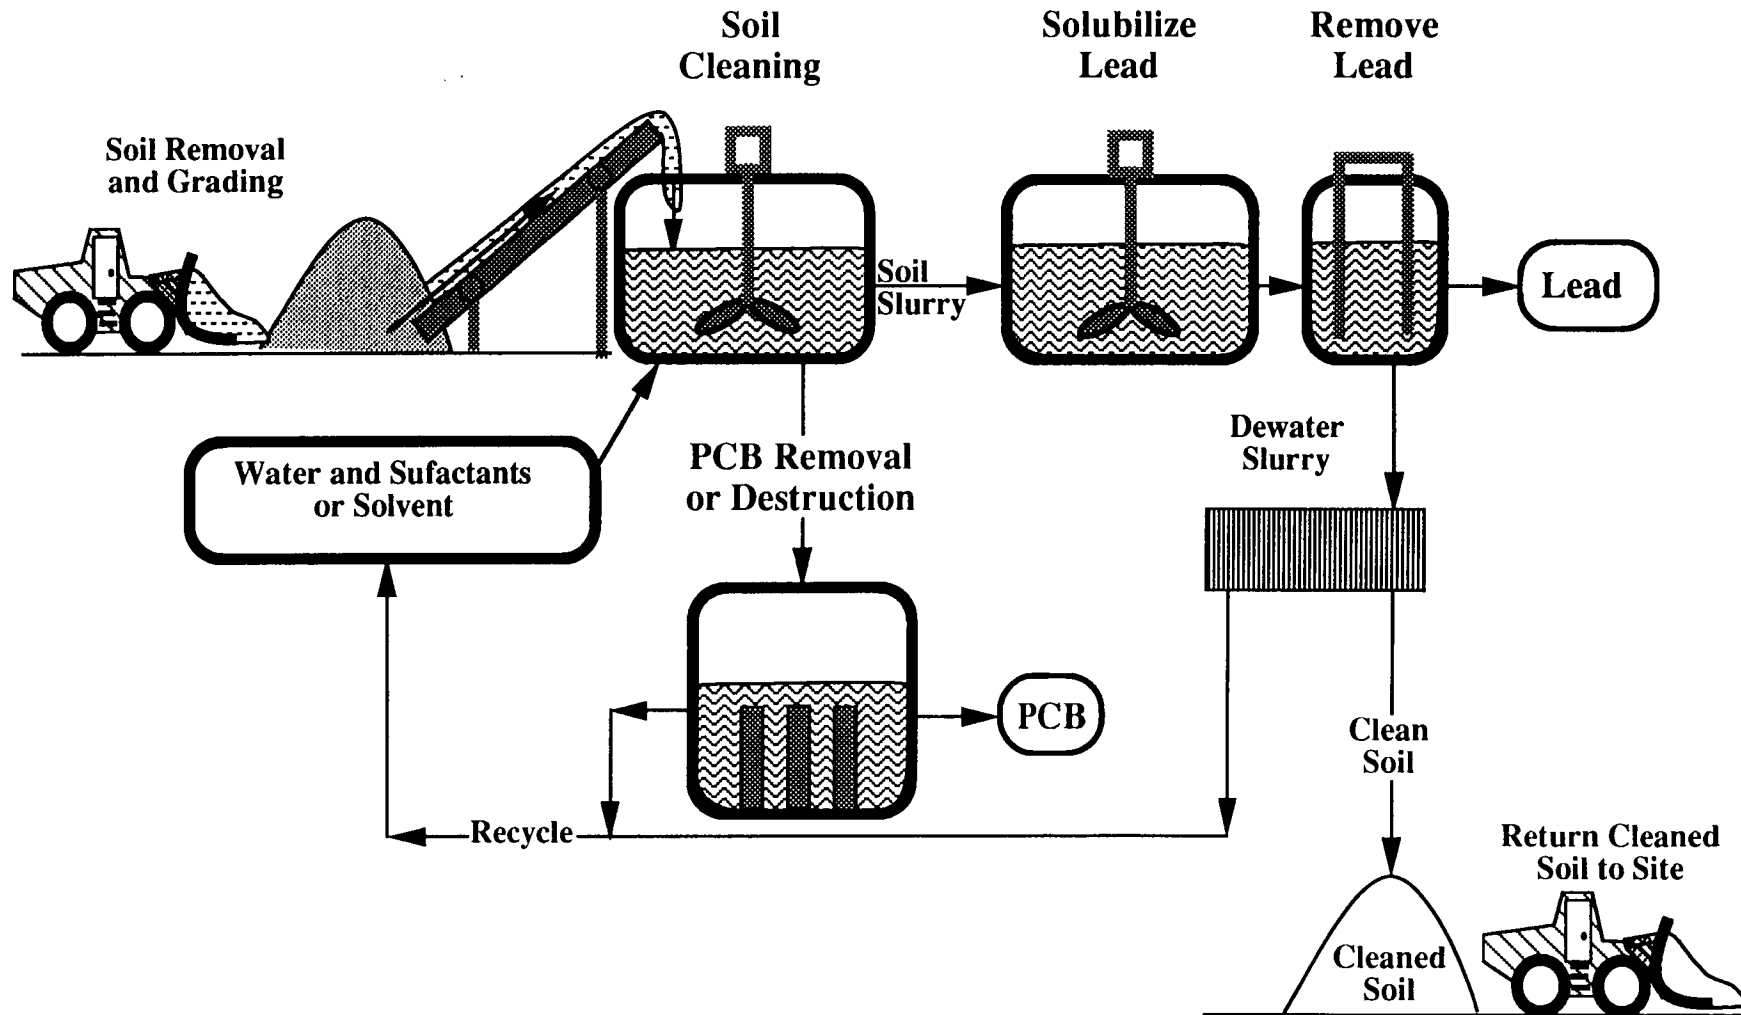 Soil
Cleaning
Solubilize
Lead
Remove
Lead
Soil Removal
and Grading
Soil
Slurry
Lead
Water and Sufactants
or Solvent
PCB Removal
or Destruction
Dewater
Slurry
PCB
Clean
Soil
Recycle
Return Cleaned
Soil to Site
Cleaned
Soil